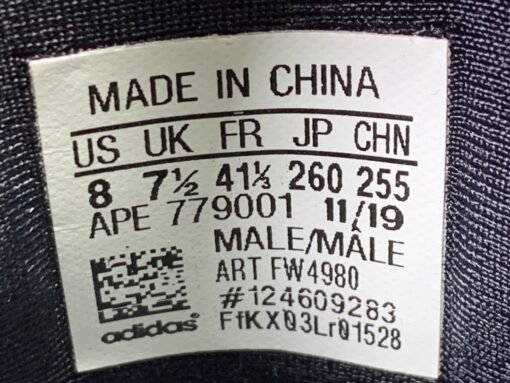 MADE IN CHINA
US UK FR JP CHN
8 7½ 41⅓ 260 255
APE 779001 11/19
MALE/MÂLE
ART FW4980
#124609283
FfKX03Lr01528
adidas